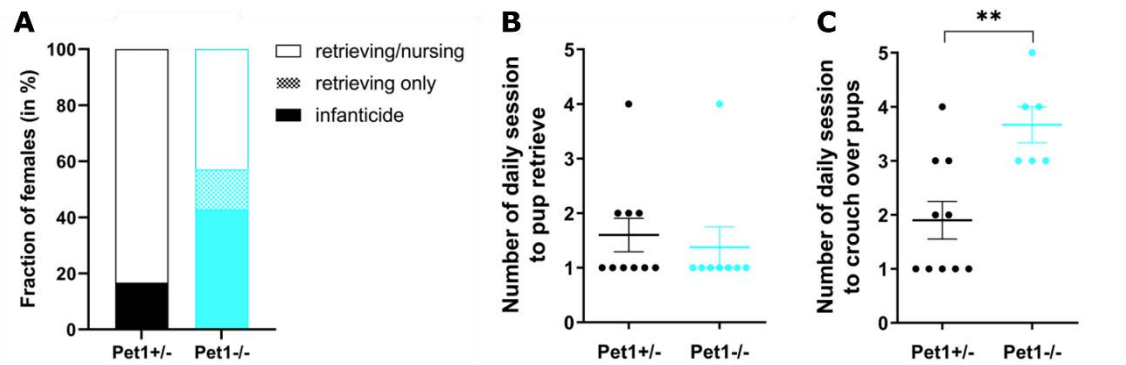 A
Fraction of females (in %)
100
80
60
40
20
0
Pet1+/-
Pet1-/-
retrieving/nursing
retrieving only
infanticide
B
Number of daily session
to pup retrieve
5
4
3
2
1
0
Pet1+/-
Pet1-/-
C
**
Number of daily session
to crouch over pups
5
4
3
2
1
0
Pet1+/-
Pet1-/-